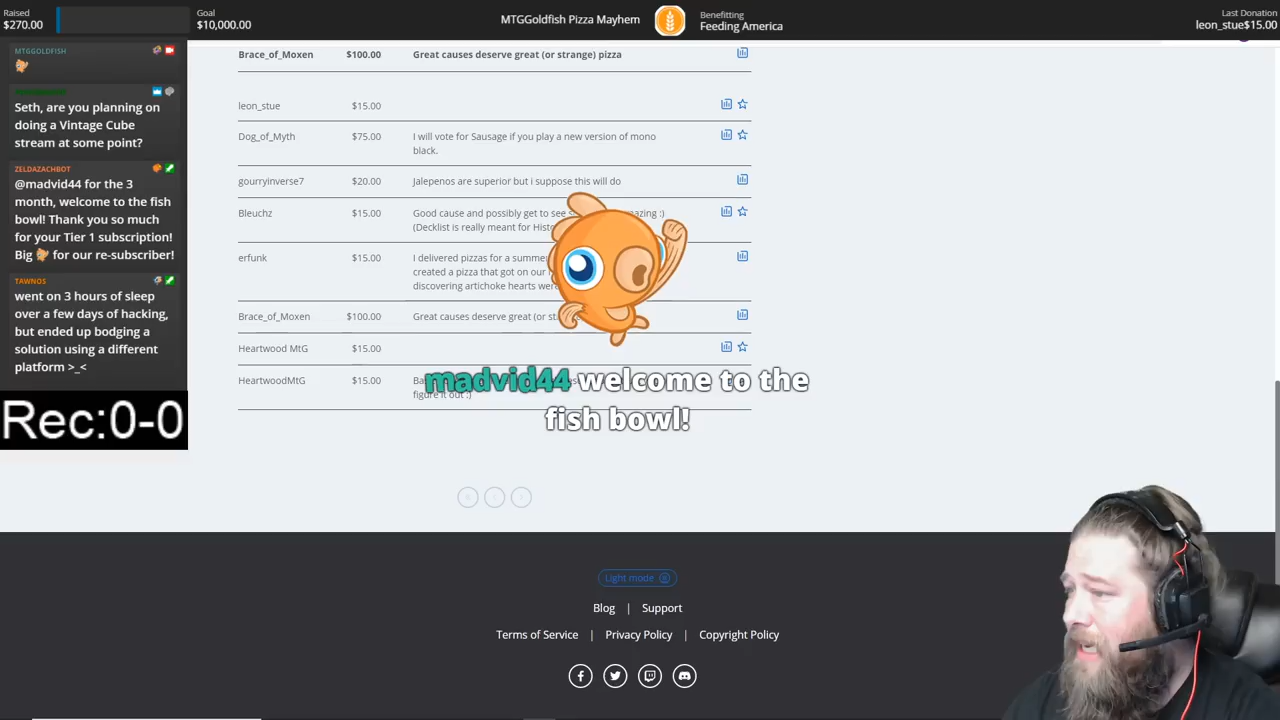 Raised
$270.00
Goal
$10,000.00
MTGGoldfish Pizza Mayhem
Benefitting
Feeding America
Last Donation
leon_stue$15.00
MTGGOLDFISH
Seth, are you planning on
doing a Vintage Cube
stream at some point?
ZELDAZACHBOT
@madvid44 for the 3
month, welcome to the fish
bowl! Thank you so much
for your Tier 1 subscription!
Big for our re-subscriber!
TAWNOS
went on 3 hours of sleep
over a few days of hacking,
but ended up bodging a
solution using a different
platform >_<
Rec:0-0
Brace_of_Moxen $100.00 Great causes deserve great (or strange) pizza
leon_stue $15.00
Dog_of_Myth $75.00 I will vote for Sausage if you play a new version of mono
black.
gourryinverse7 $20.00 Jalepenos are superior but i suppose this will do
Bleuchz $15.00 Good cause and possibly get to see :)
(Decklist is really meant for
erfunk $15.00 I delivered pizzas for a
created a pizza that got on our
discovering artichoke hearts
Brace_of_Moxen $100.00 Great causes deserve great (or
Heartwood MtG $15.00
HeartwoodMtG $15.00
figure it out :)
madvid44 welcome to the
fish bowl!
Light mode
Blog | Support
Terms of Service | Privacy Policy | Copyright Policy